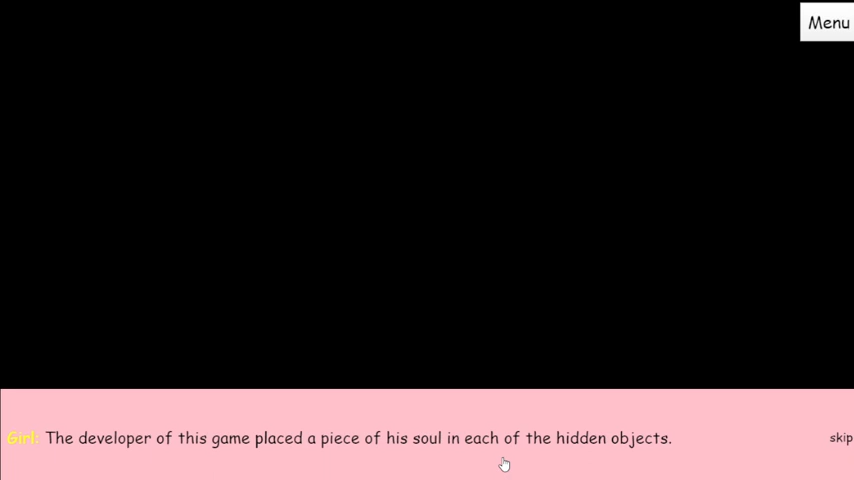 Menu
Girl: The developer of this game placed a piece of his soul in each of the hidden objects.
skip